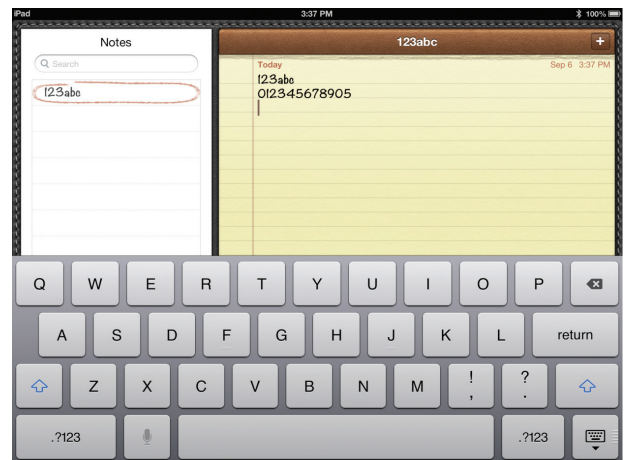 iPad 3:37 PM 100%
Notes
123abc
+
Search
123abc
Today Sep 6 3:37 PM
123abc
012345678905
Q W E R T Y U I O P
A S D F G H J K L return
Z X C V B N M ! , ? .
.?123 .?123